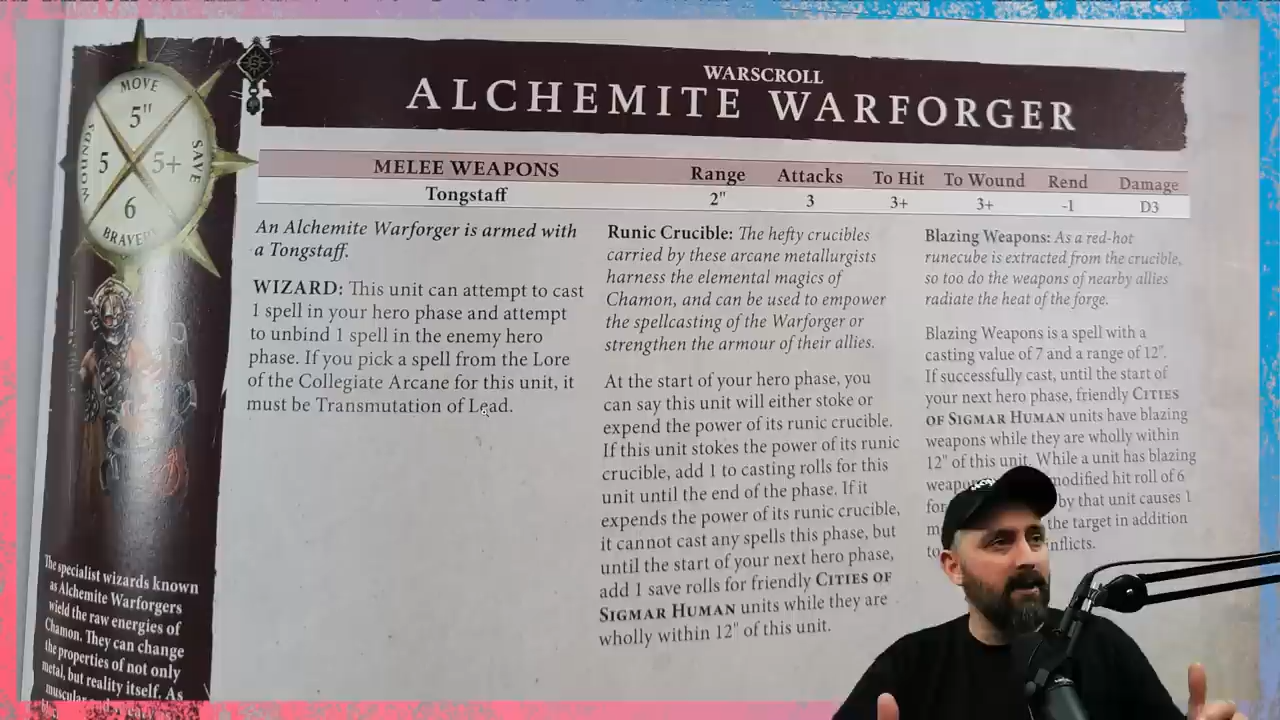 WARSCROLL
ALCHEMITE WARFORGER
MOVE
5"
WOUNDS
5
5+
SAVE
6
BRAVERY
MELEE WEAPONS Range Attacks To Hit To Wound Rend Damage
Tongstaff 2" 3 3+ 3+ -1 D3
An Alchemite Warforger is armed with
a Tongstaff.
WIZARD: This unit can attempt to cast
1 spell in your hero phase and attempt
to unbind 1 spell in the enemy hero
phase. If you pick a spell from the Lore
of the Collegiate Arcane for this unit, it
must be Transmutation of Lead.
Runic Crucible: The hefty crucibles
carried by these arcane metallurgists
harness the elemental magics of
Chamon, and can be used to empower
the spellcasting of the Warforger or
strengthen the armour of their allies.
At the start of your hero phase, you
can say this unit will either stoke or
expend the power of its runic crucible.
If this unit stokes the power of its runic
crucible, add 1 to casting rolls for this
unit until the end of the phase. If it
expends the power of its runic crucible,
it cannot cast any spells this phase, but
until the start of your next hero phase,
add 1 save rolls for friendly CITIES OF
SIGMAR HUMAN units while they are
wholly within 12" of this unit.
Blazing Weapons: As a red-hot
runecube is extracted from the crucible,
so too do the weapons of nearby allies
radiate the heat of the forge.
Blazing Weapons is a spell with a
casting value of 7 and a range of 12".
If successfully cast, until the start of
your next hero phase, friendly CITIES
OF SIGMAR HUMAN units have blazing
weapons while they are wholly within
12" of this unit. While a unit has blazing
hit roll of 6
by that unit causes 1
the target in addition
to
The specialist wizards known
as Alchemite Warforgers
wield the raw energies of
Chamon. They can change
the properties of not only
metal, but reality itself. As
muscular